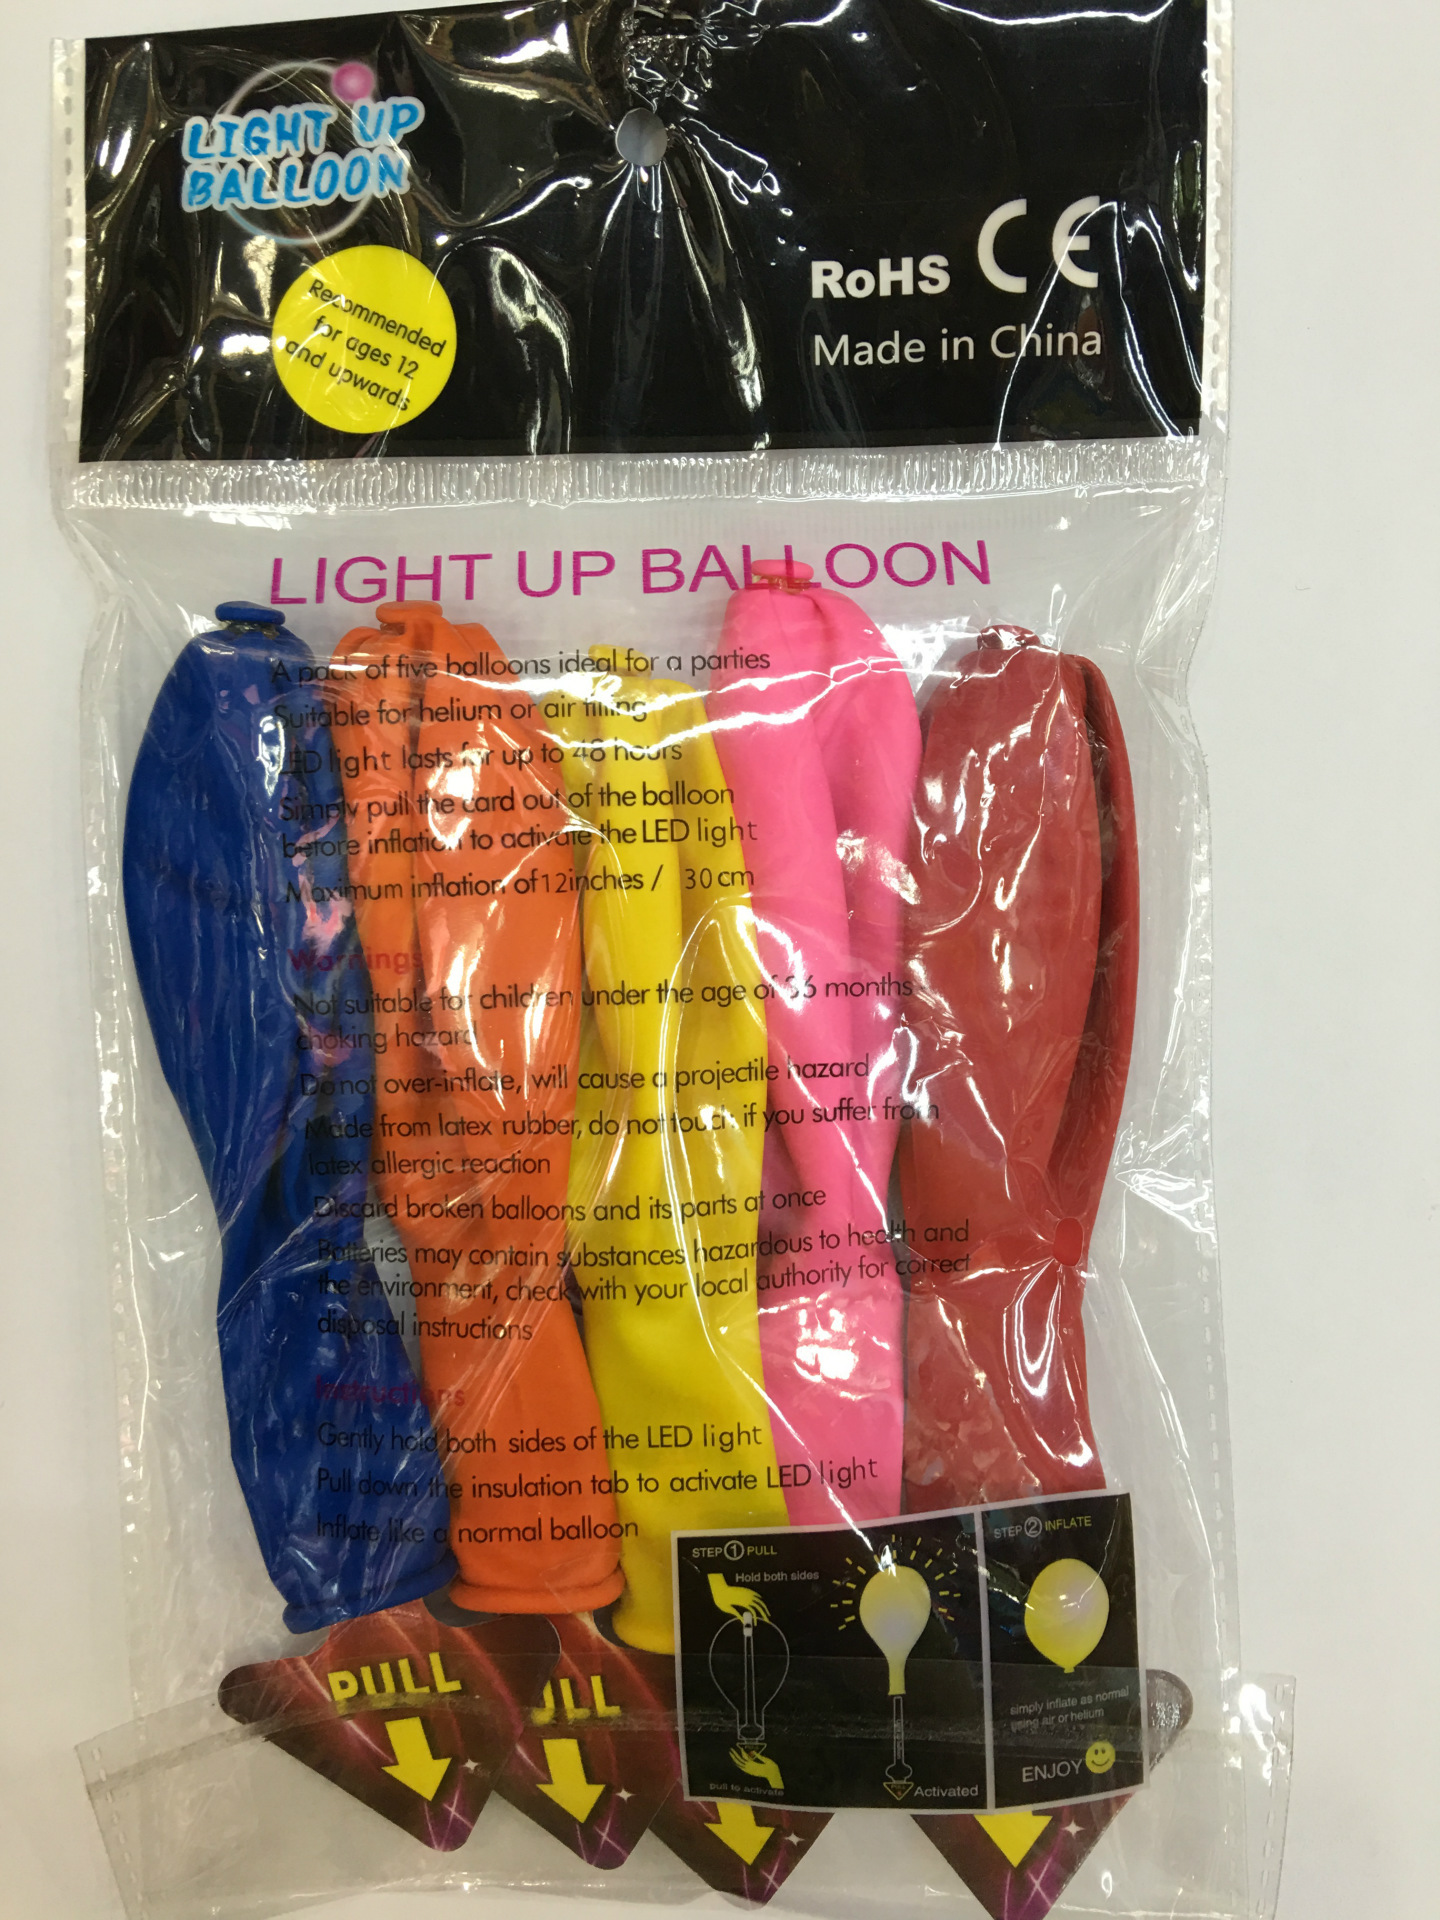 LIGHT UP
BALLOON
Recommended
for ages 12
and upwards
RoHS CE
Made in China
LIGHT UP BALLOON
A pack of five balloons ideal for a parties
Suitable for helium or air filling
LED light lasts for up to 48 hours
Simply pull the card out of the balloon
before inflation to activate the LED light
Maximum inflation of 12inches / 30cm
Warnings
Not suitable for children under the age of 36 months
choking hazard
Do not over-inflate, will cause a projectile hazard
Made from latex rubber, do not touch if you suffer from
latex allergic reaction
Discard broken balloons and its parts at once
Batteries may contain substances hazardous to health and
the environment, check with your local authority for correct
disposal instructions
Instructions
Gently hold both sides of the LED light
Pull down the insulation tab to activate LED light
Inflate like a normal balloon
STEP 1 PULL
Hold both sides
pull to activate
Activated
STEP 2 INFLATE
simply inflate as normal
using air or helium
ENJOY
PULL
ULL